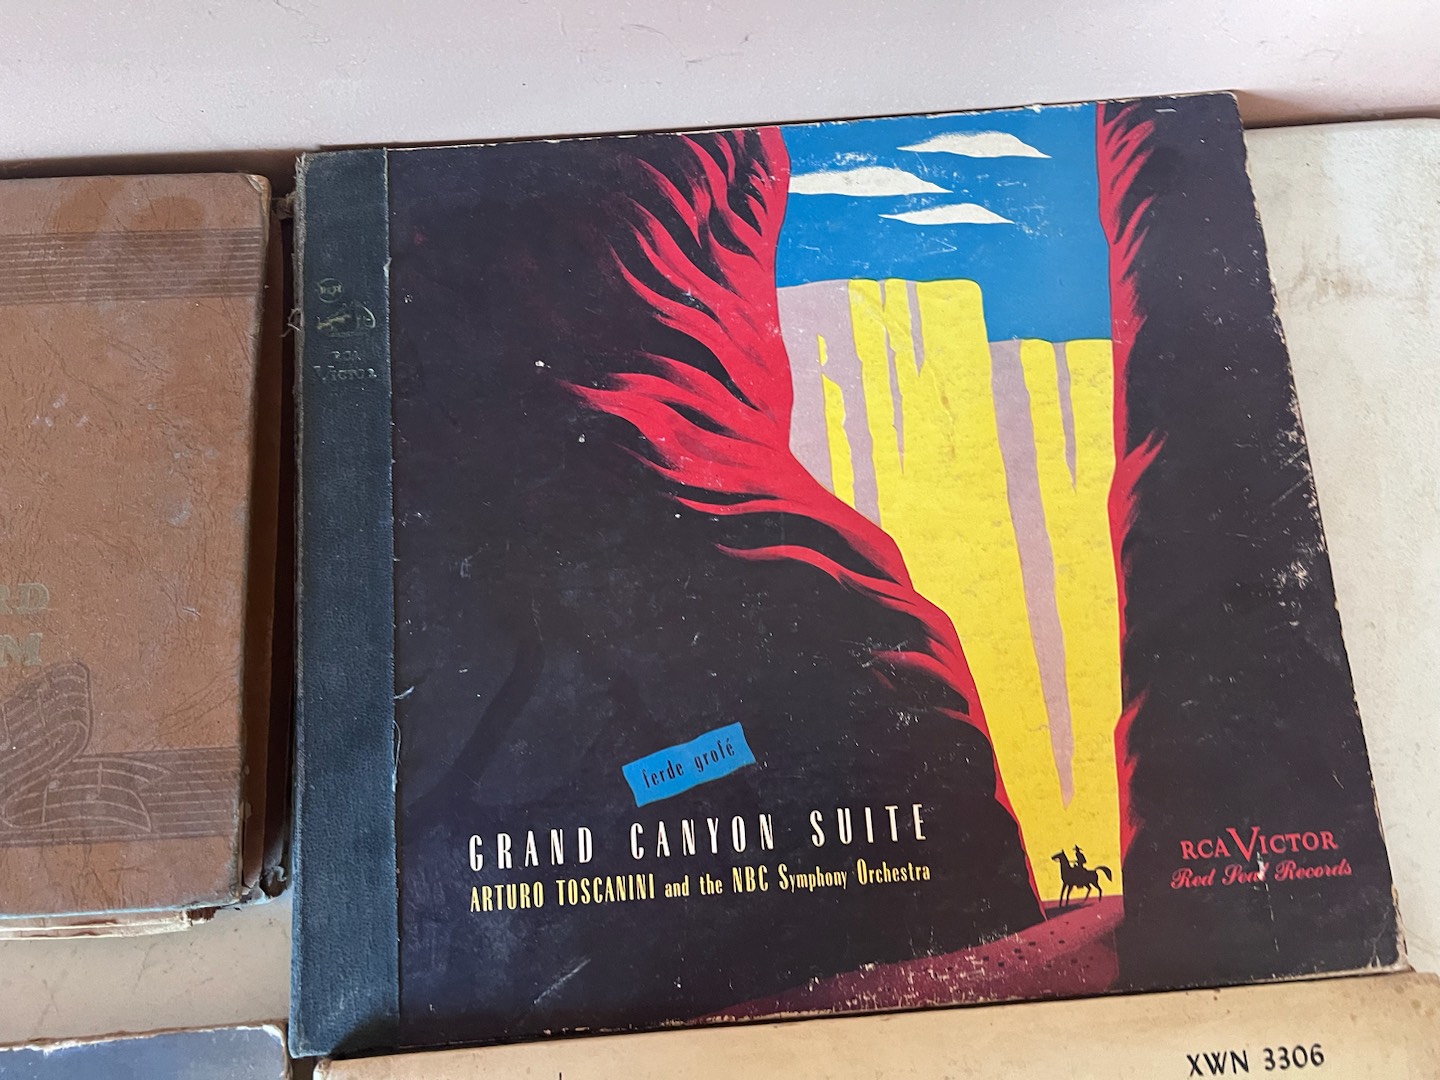 RCA
VICTOR
ferde grofé
GRAND CANYON SUITE
ARTURO TOSCANINI and the NBC Symphony Orchestra
RCA VICTOR
Red Seal Records
XWN 3306